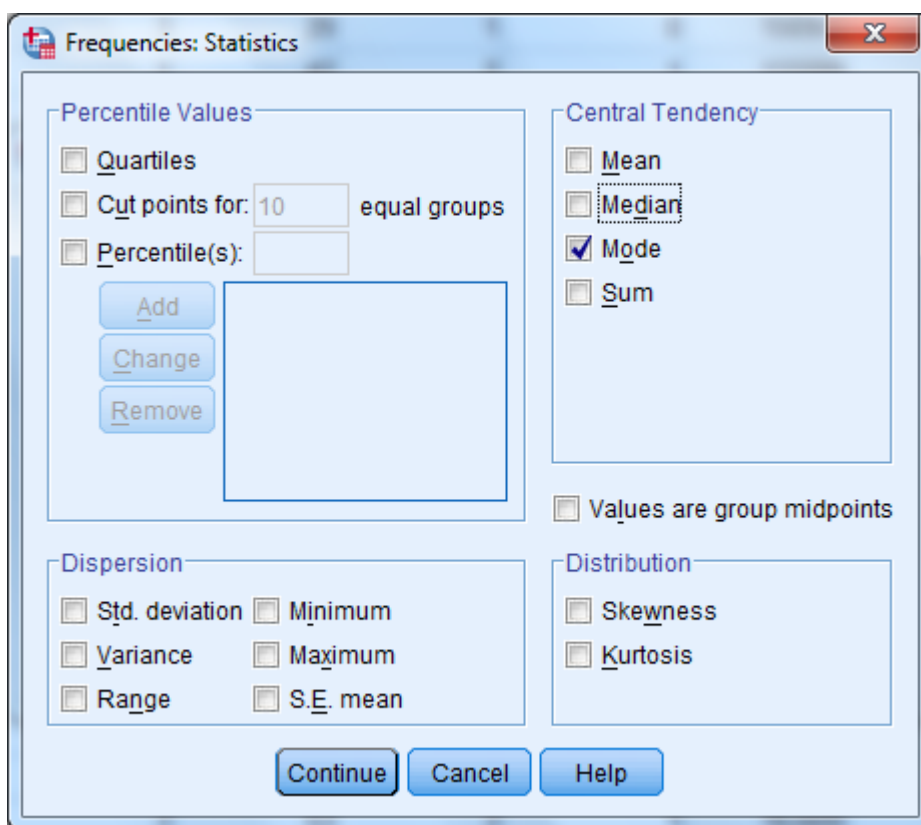 Frequencies: Statistics
Percentile Values
Quartiles
Cut points for: 10 equal groups
Percentile(s):
Add
Change
Remove
Central Tendency
Mean
Median
Mode
Sum
Values are group midpoints
Dispersion
Std. deviation Minimum
Variance Maximum
Range S.E. mean
Distribution
Skewness
Kurtosis
Continue Cancel Help